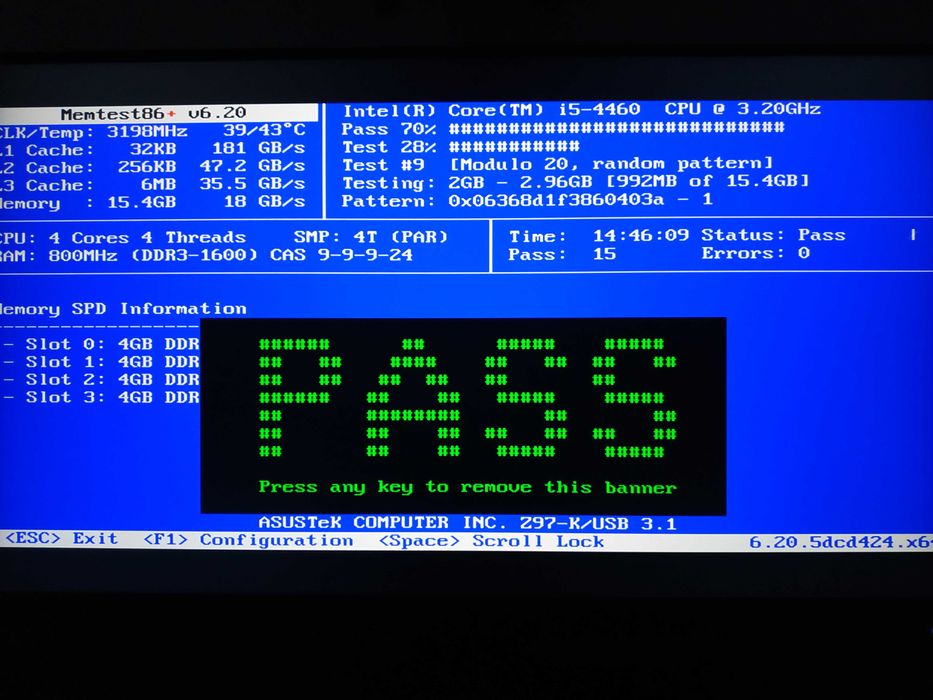 Memtest86+ v6.20
Intel(R) Core(TM) i5-4460 CPU @ 3.20GHz
CLK/Temp: 3198MHz 39/43°C
Pass 70% ############################
.1 Cache: 32KB 181 GB/s
Test 28% ###########
.2 Cache: 256KB 47.2 GB/s
Test #9 [Modulo 20, random pattern]
.3 Cache: 6MB 35.5 GB/s
Testing: 2GB - 2.96GB [992MB of 15.4GB]
emory : 15.4GB 18 GB/s
Pattern: 0x06368d1f3860403a - 1
CPU: 4 Cores 4 Threads SMP: 4T (PAR)
Time: 14:46:09 Status: Pass |
RAM: 800MHz (DDR3-1600) CAS 9-9-9-24
Pass: 15 Errors: 0
emory SPD Information
- Slot 0: 4GB DDR
- Slot 1: 4GB DDR
- Slot 2: 4GB DDR
- Slot 3: 4GB DDR
PASS
Press any key to remove this banner
ASUSTeK COMPUTER INC. Z97-K/USB 3.1
<ESC> Exit <F1> Configuration <Space> Scroll Lock 6.20.5dcd424.x64